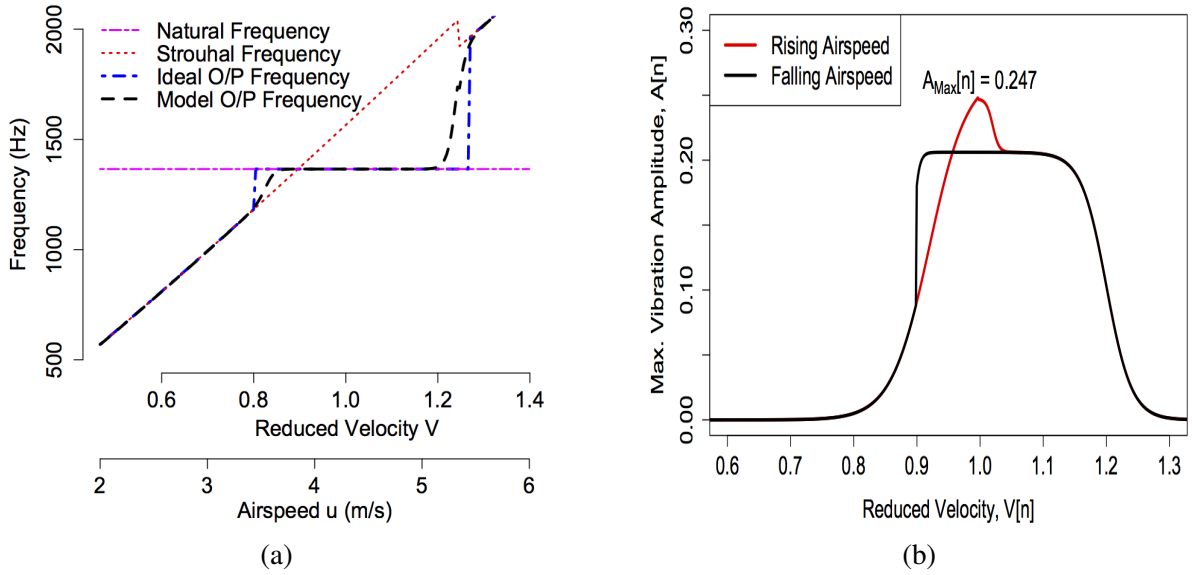 Natural Frequency
Strouhal Frequency
Ideal O/P Frequency
Model O/P Frequency
Frequency (Hz)
2000
1500
1000
500
0.6 0.8 1.0 1.2 1.4
Reduced Velocity V
2 3 4 5 6
Airspeed u (m/s)
(a)
Rising Airspeed
Falling Airspeed
A_Max[n] = 0.247
Max. Vibration Amplitude, A[n]
0.30
0.20
0.10
0.00
0.6 0.7 0.8 0.9 1.0 1.1 1.2 1.3
Reduced Velocity, V[n]
(b)